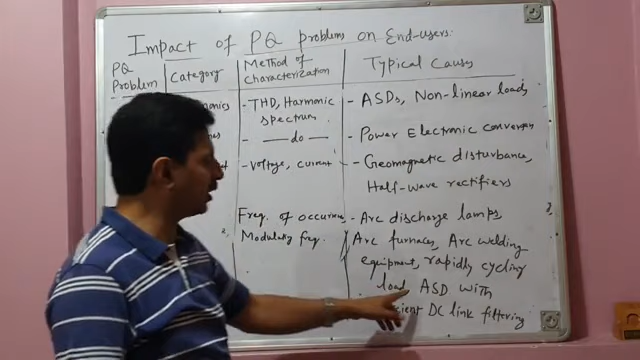 Impact of PQ problems on End-users:
PQ Problem | Category | Method of Characterization | Typical Causes
- THD, Harmonic spectrum | - ASDs, Non-linear loads
- —do— | - Power Electronic converters
- Voltage, current | - Geomagnetic disturbance,
Half-wave rectifiers
Freq. of occurrence | - Arc discharge lamps
Modulating freq. | Arc furnaces, Arc welding
equipment, rapidly cycling
load, ASD with
DC link filtering